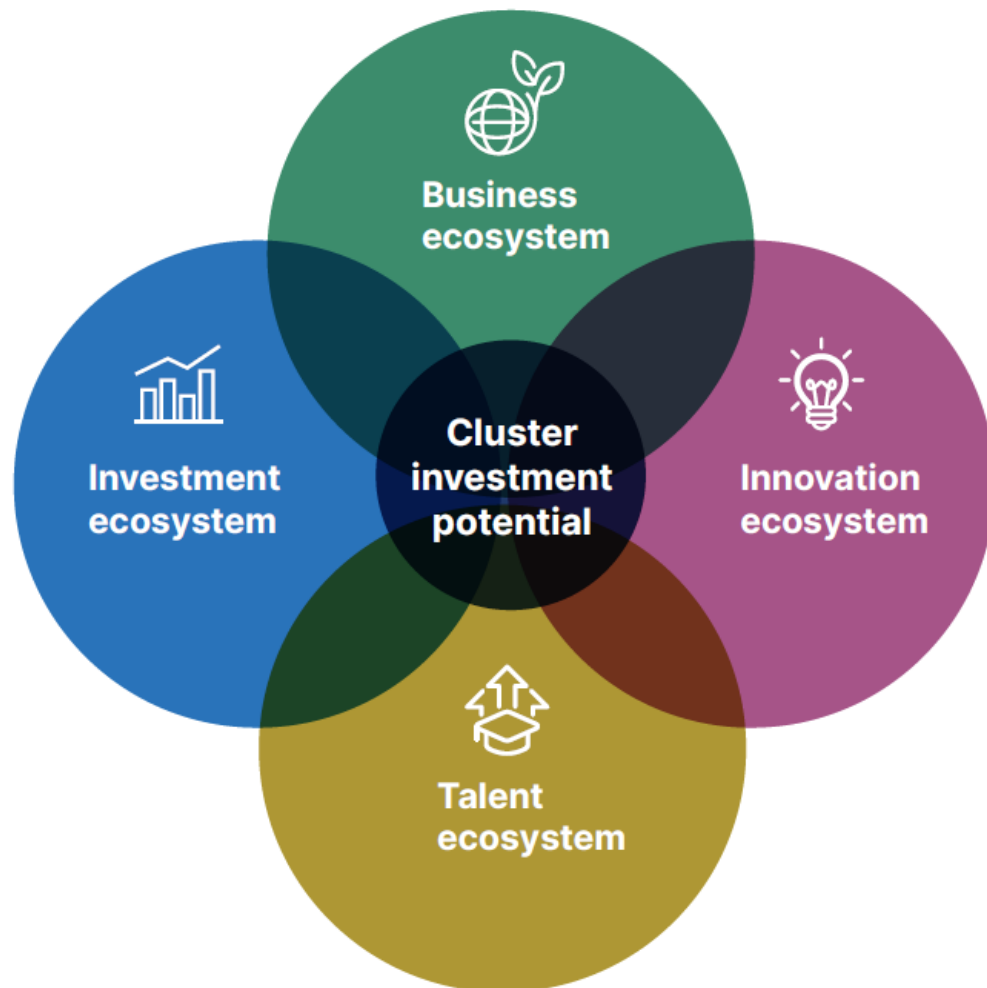 Business
ecosystem
Investment
ecosystem
Cluster
investment
potential
Innovation
ecosystem
Talent
ecosystem